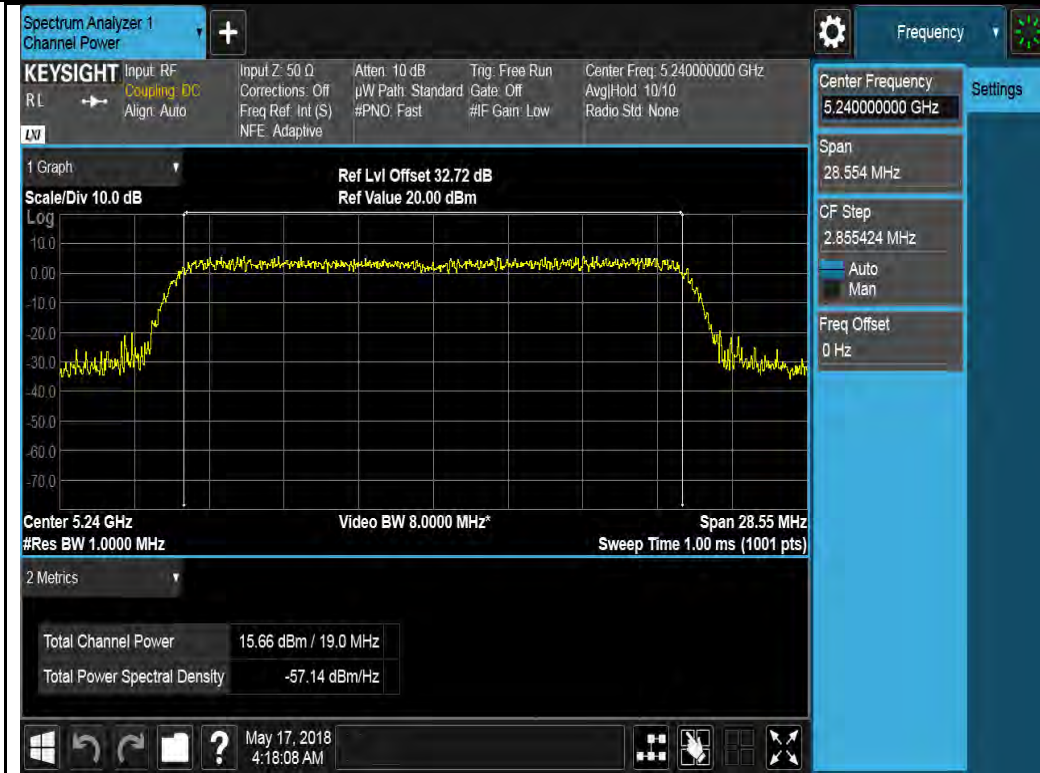 Spectrum Analyzer 1
Channel Power
+
Frequency
KEYSIGHT
RL
LXI
Input: RF
Coupling: DC
Align: Auto
Input Z: 50 Ω
Corrections: Off
Freq Ref: Int (S)
NFE: Adaptive
Atten: 10 dB
µW Path: Standard
#PNO: Fast
Trig: Free Run
Gate: Off
#IF Gain: Low
Center Freq: 5.240000000 GHz
Avg|Hold: 10/10
Radio Std: None
Center Frequency
5.240000000 GHz
Settings
Span
28.554 MHz
CF Step
2.855424 MHz
Auto
Man
Freq Offset
0 Hz
1 Graph
Scale/Div 10.0 dB
Ref Lvl Offset 32.72 dB
Ref Value 20.00 dBm
Log
10.0
0.00
-10.0
-20.0
-30.0
-40.0
-50.0
-60.0
-70.0
Center 5.24 GHz
#Res BW 1.0000 MHz
Video BW 8.0000 MHz*
Span 28.55 MHz
Sweep Time 1.00 ms (1001 pts)
2 Metrics
Total Channel Power 15.66 dBm / 19.0 MHz
Total Power Spectral Density -57.14 dBm/Hz
?
May 17, 2018
4:18:08 AM